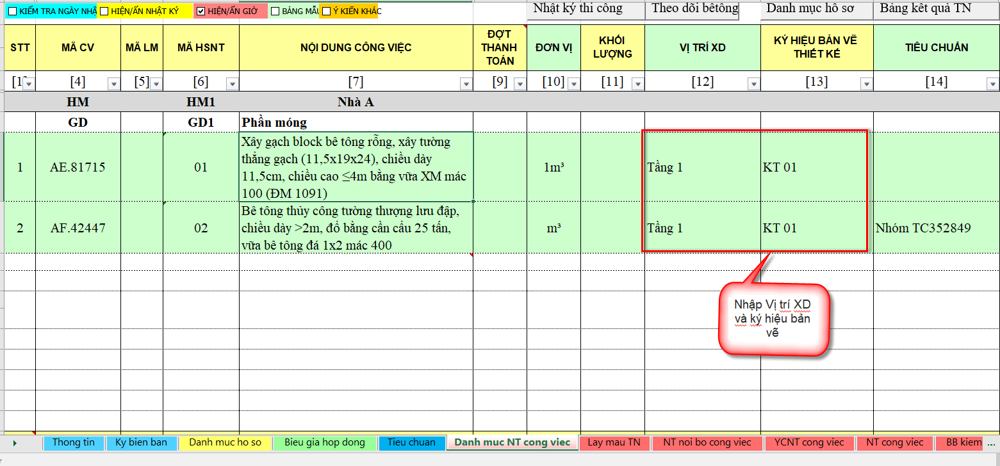 KIỂM TRA NGÀY NHẬ HIỆN/ẨN NHẬT KÝ HIỆN/ẨN GIỜ BẢNG MẪU Ý KIẾN KHÁC
Nhật ký thi công Theo dõi bêtông Danh mục hồ sơ Bảng kết quả TN
STT MÃ CV MÃ LM MÃ HSNT NỘI DUNG CÔNG VIỆC ĐỢT THANH TOÁN ĐƠN VỊ KHỐI LƯỢNG VỊ TRÍ XD KÝ HIỆU BẢN VẼ THIẾT KẾ TIÊU CHUẨN
[1] [4] [5] [6] [7] [9] [10] [11] [12] [13] [14]
HM HM1 Nhà A
GD GD1 Phần móng
1 AE.81715 01
Xây gạch block bê tông rỗng, xây tường
thẳng gạch (11,5x19x24), chiều dày
11,5cm, chiều cao ≤4m bằng vữa XM mác
100 (ĐM 1091)
1m³ Tầng 1 KT 01
2 AF.42447 02
Bê tông thủy công tường thượng lưu đập,
chiều dày >2m, đổ bằng cần cẩu 25 tấn,
vữa bê tông đá 1x2 mác 400
m³ Tầng 1 KT 01 Nhóm TC352849
Nhập Vị trí XD
và ký hiệu bản
vẽ
Thong tin Ky bien ban Danh muc ho so Bieu gia hop dong Tieu chuan Danh muc NT cong viec Lay mau TN NT noi bo cong viec YCNT cong viec NT cong viec BB kiem ...